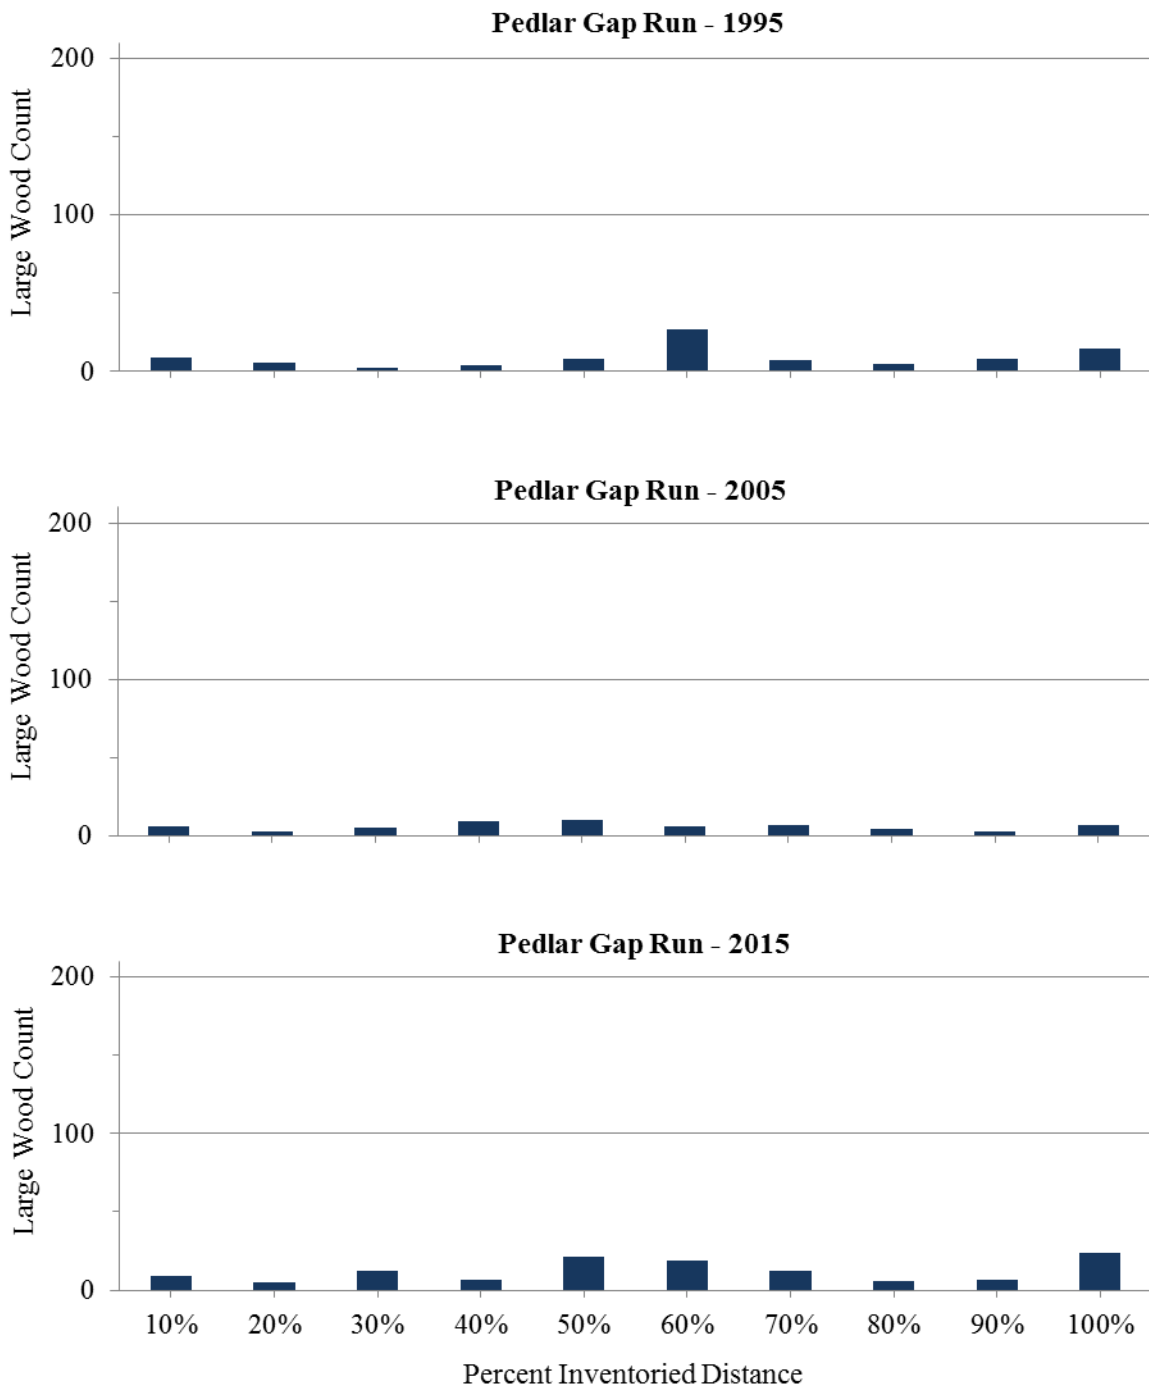 Pedlar Gap Run - 1995
200
100
0
Large Wood Count
Pedlar Gap Run - 2005
200
100
0
Large Wood Count
Pedlar Gap Run - 2015
200
100
0
Large Wood Count
10% 20% 30% 40% 50% 60% 70% 80% 90% 100%
Percent Inventoried Distance